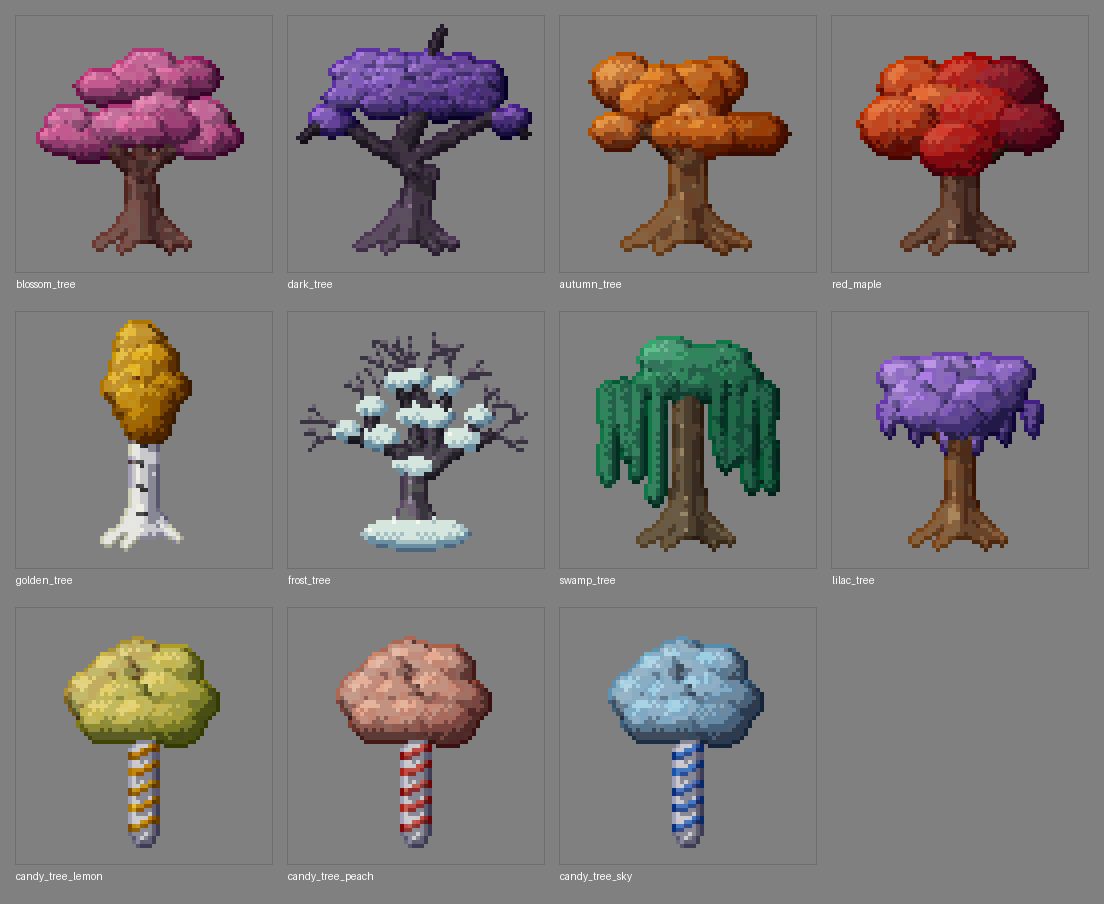 blossom_tree
dark_tree
autumn_tree
red_maple
golden_tree
frost_tree
swamp_tree
lilac_tree
candy_tree_lemon
candy_tree_peach
candy_tree_sky